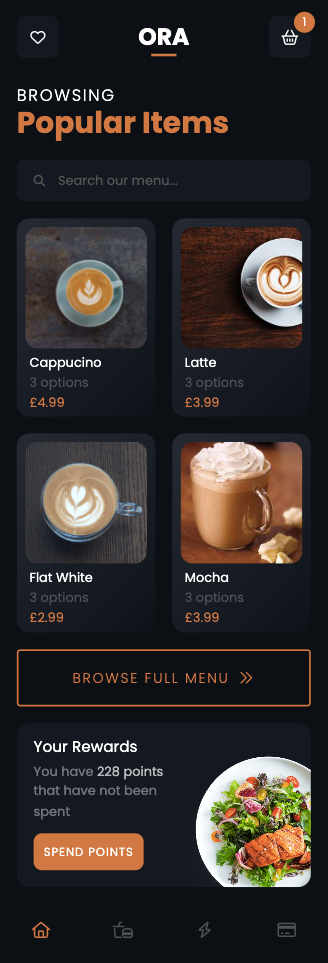 ORA
1
BROWSING
Popular Items
Search our menu...
Cappucino
3 options
£4.99
Latte
3 options
£3.99
Flat White
3 options
£2.99
Mocha
3 options
£3.99
BROWSE FULL MENU
Your Rewards
You have 228 points
that have not been
spent
SPEND POINTS